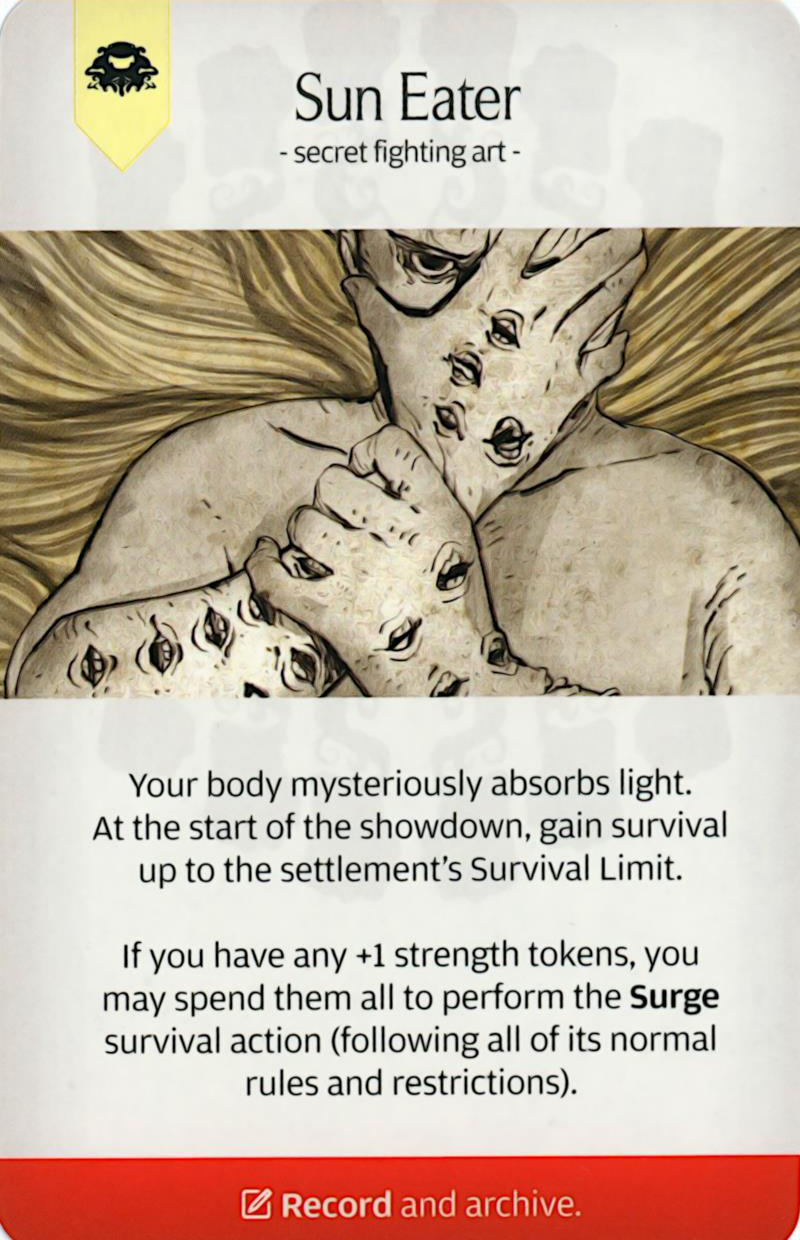 Sun Eater
- secret fighting art -
Your body mysteriously absorbs light.
At the start of the showdown, gain survival
up to the settlement's Survival Limit.
If you have any +1 strength tokens, you
may spend them all to perform the Surge
survival action (following all of its normal
rules and restrictions).
Record and archive.